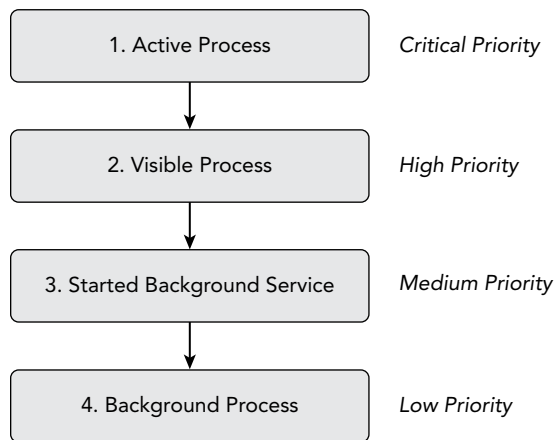 1. Active Process
Critical Priority
2. Visible Process
High Priority
3. Started Background Service
Medium Priority
4. Background Process
Low Priority